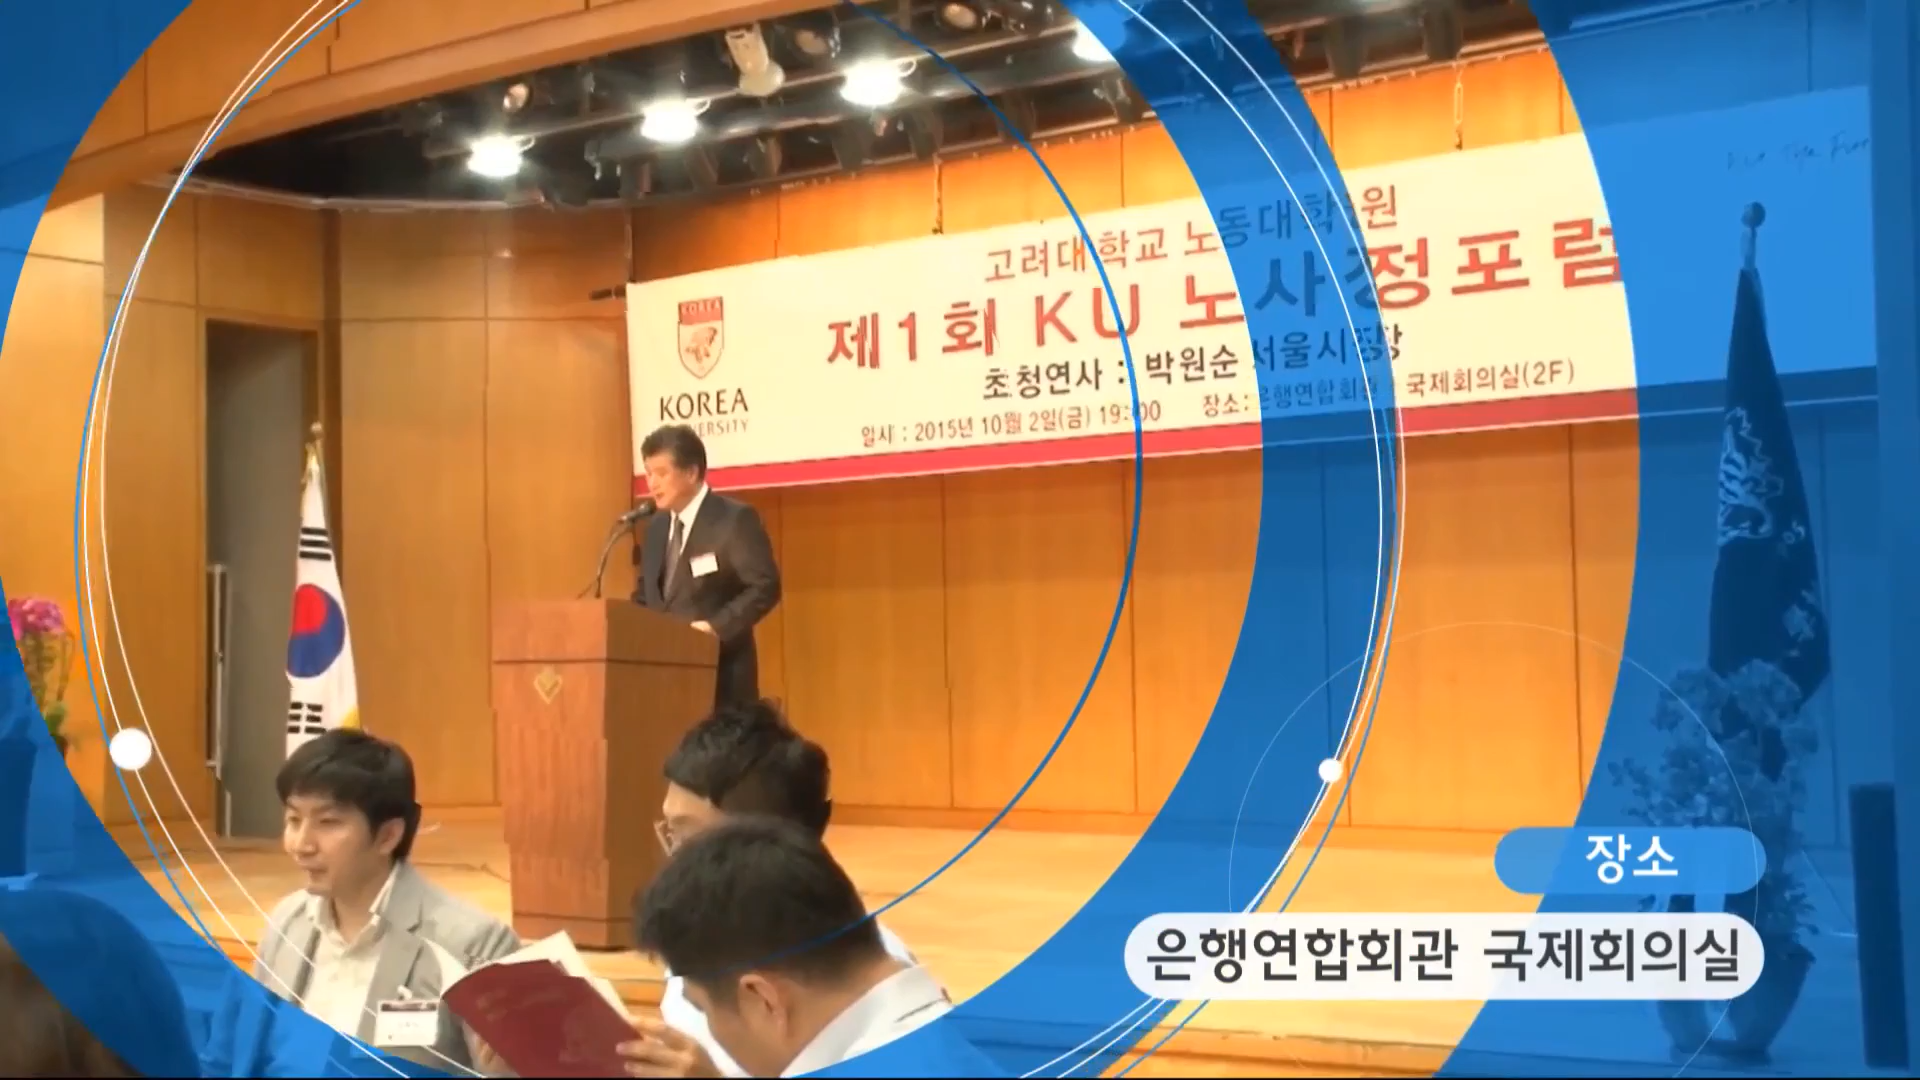 고려대학교 노동대학원
제1회 KU 노사정포럼
초청연사 : 박원순 서울시장
일시 : 2015년 10월 2일(금) 19:00 장소: 은행연합회관 국제회의실(2F)
KOREA
KOREA
UNIVERSITY
장소
은행연합회관 국제회의실